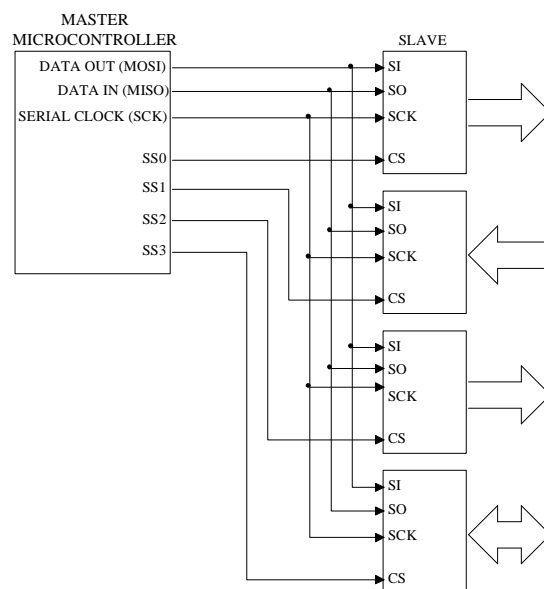 MASTER
MICROCONTROLLER
DATA OUT (MOSI)
DATA IN (MISO)
SERIAL CLOCK (SCK)
SS0
SS1
SS2
SS3
SLAVE
SI
SO
SCK
CS
SI
SO
SCK
CS
SI
SO
SCK
CS
SI
SO
SCK
CS